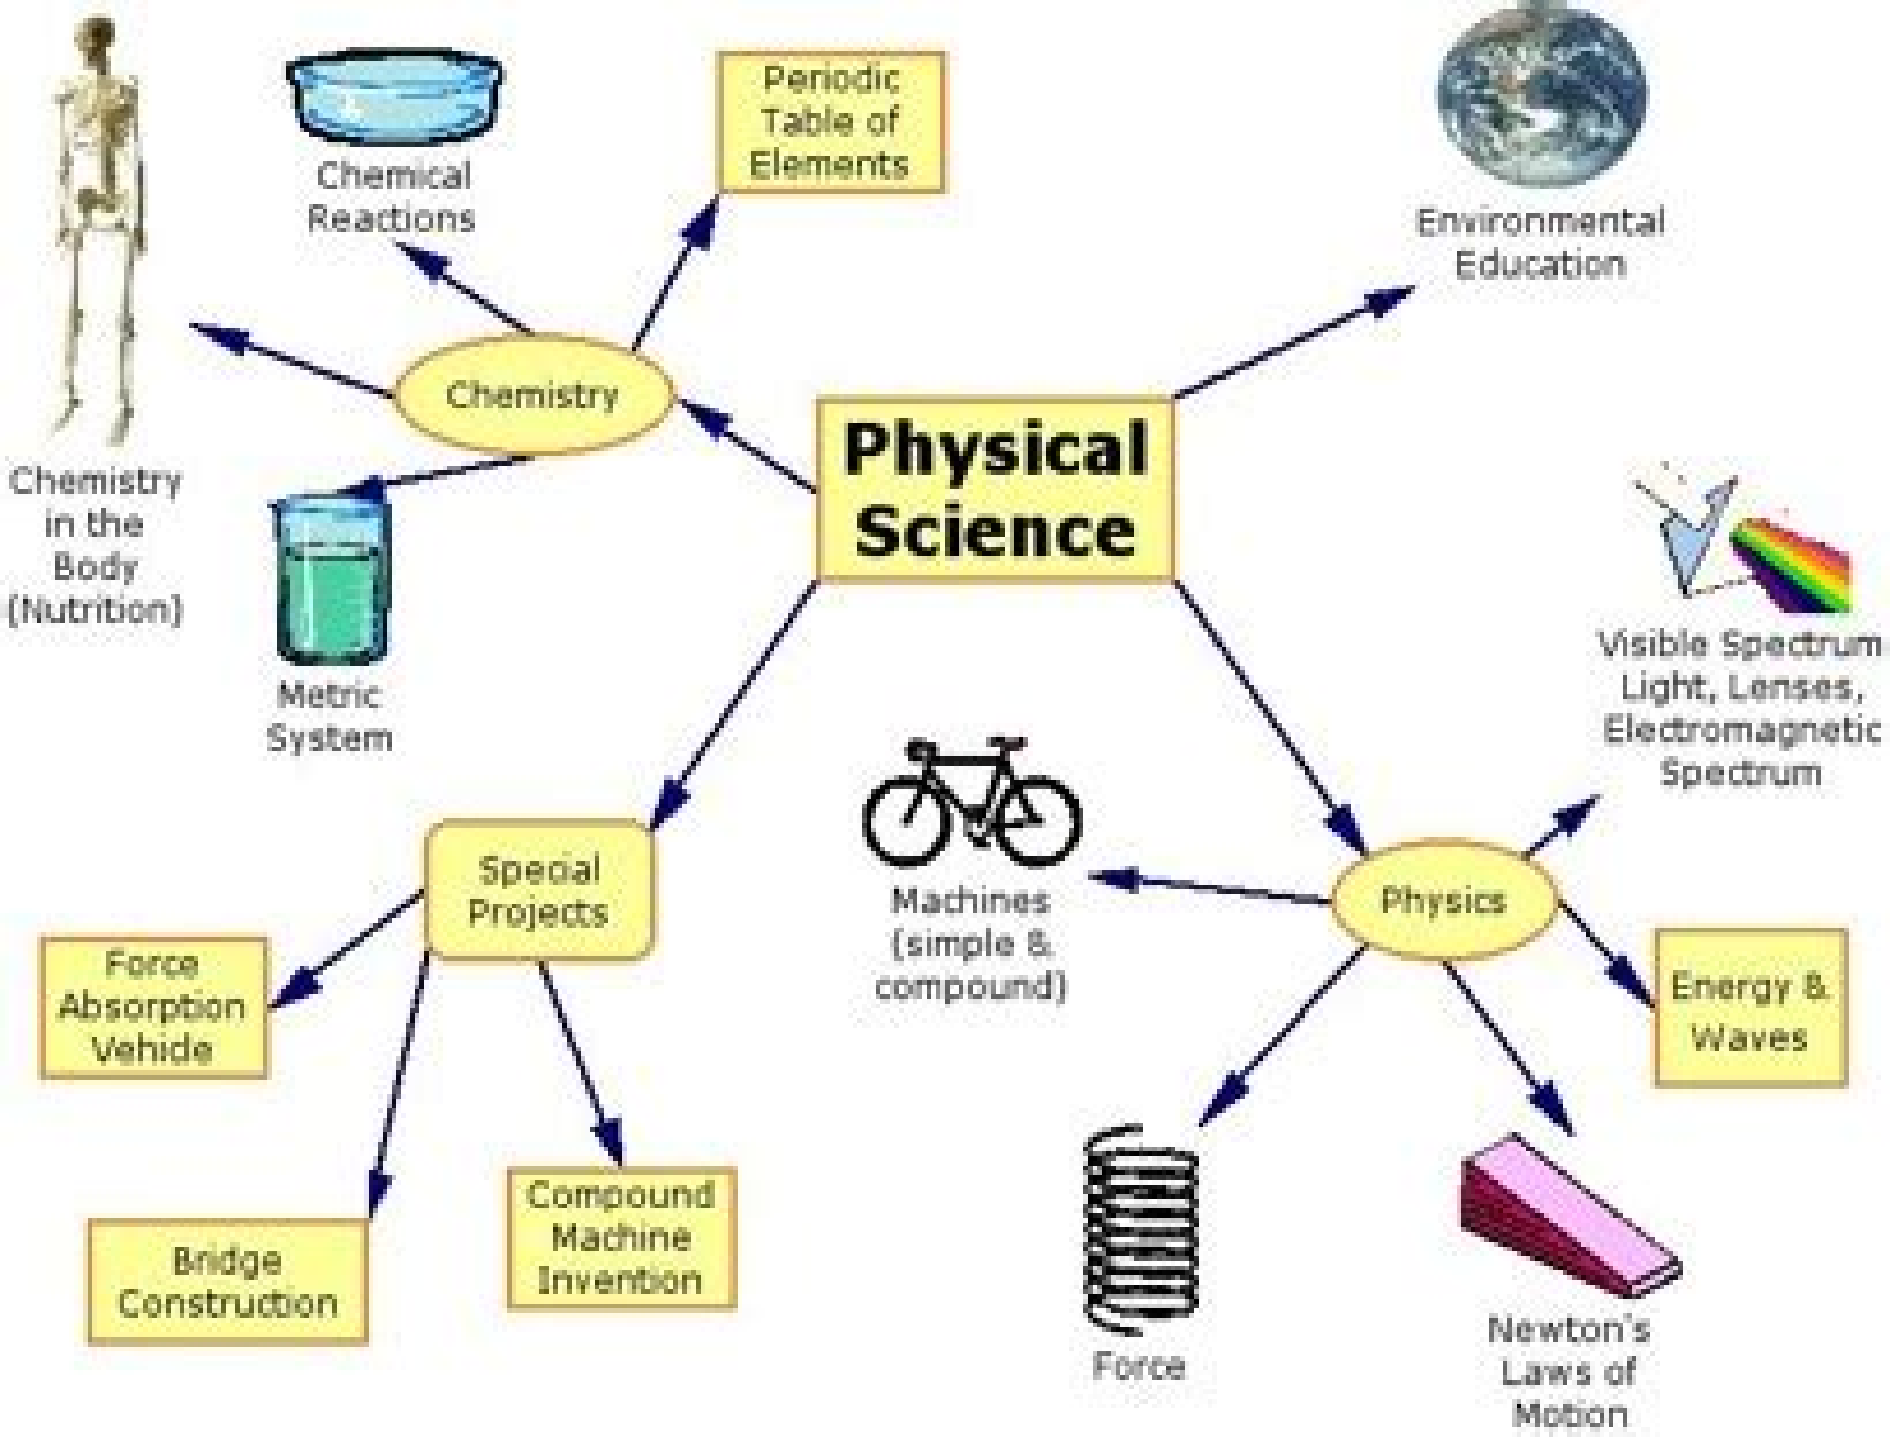 Periodic
Table of
Elements
Chemical
Reactions
Environmental
Education
Chemistry
Physical
Science
Chemistry
in the
Body
(Nutrition)
Metric
System
Visible Spectrum
Light, Lenses,
Electromagnetic
Spectrum
Special
Projects
Machines
(simple &
compound)
Physics
Force
Absorption
Vehicle
Energy &
Waves
Bridge
Construction
Compound
Machine
Invention
Force
Newton's
Laws of
Motion